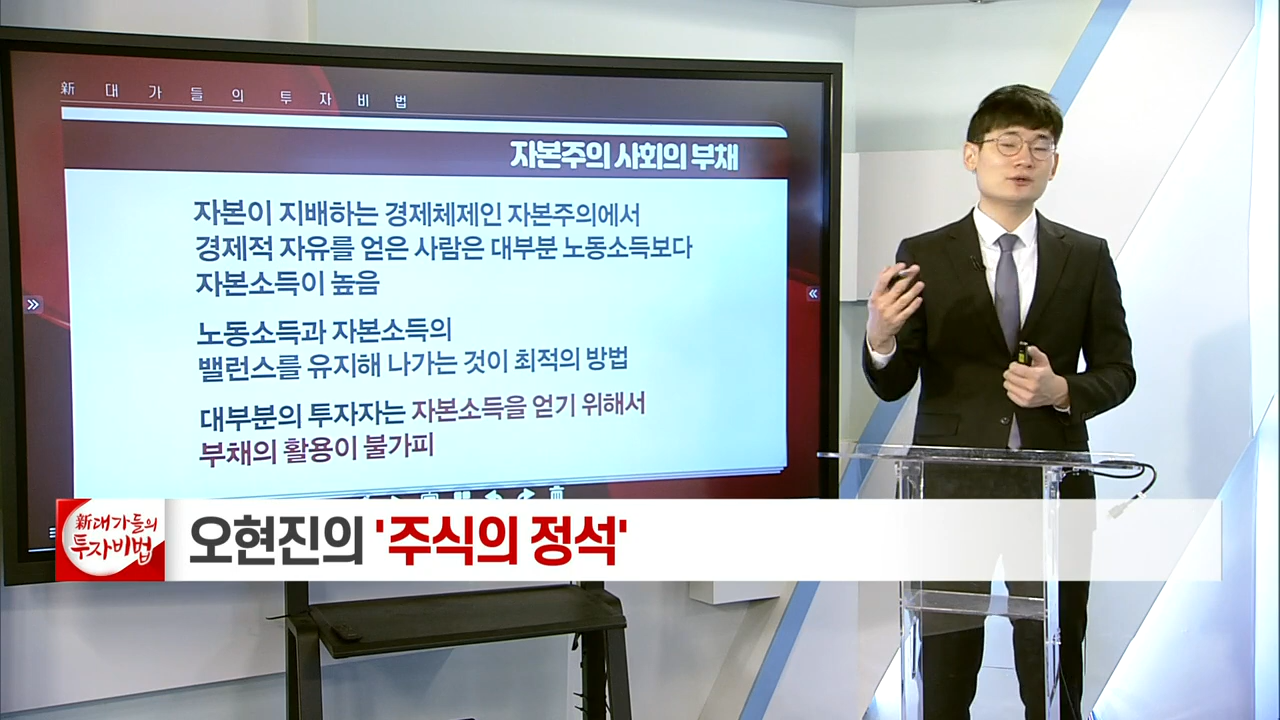 新 대 가 들 의 투 자 비 법
자본주의 사회의 부채
자본이 지배하는 경제체제인 자본주의에서
경제적 자유를 얻은 사람은 대부분 노동소득보다
자본소득이 높음
노동소득과 자본소득의
밸런스를 유지해 나가는 것이 최적의 방법
대부분의 투자자는 자본소득을 얻기 위해서
부채의 활용이 불가피
新대가들의
투자비법
오현진의 '주식의 정석'